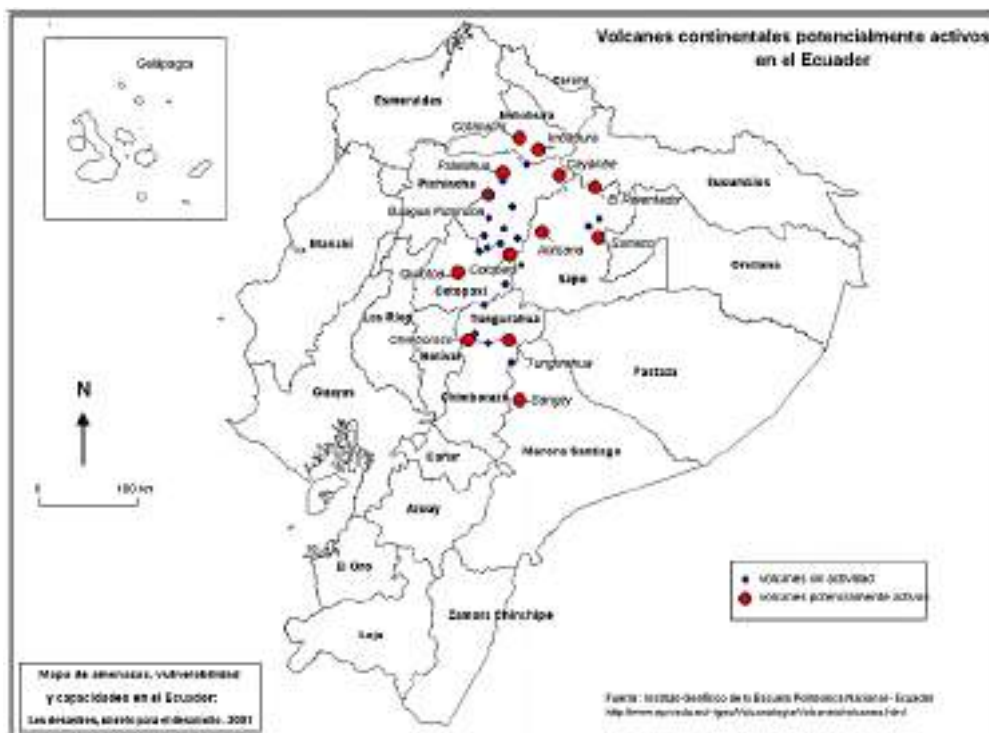 Volcanes continentales potencialmente activos
en el Ecuador
Galápagos
Carchi
Esmeraldas
Imbabura
Cotacachi
Imbabura
Pululahua
Cayambe
Pichincha
El Reventador
Sucumbíos
Guagua Pichincha
Manabí
Antisana
Sumaco
Orellana
Quilotoa
Cotopaxi
Napo
Cotopaxi
Los Ríos
Tungurahua
Chimborazo
Bolívar
Tungurahua
Pastaza
N
Guayas
Chimborazo
Sangay
Morona Santiago
Cañar
0 100 km
Azuay
El Oro
volcanes sin actividad
volcanes potencialmente activos
Zamora Chinchipe
Loja
Mapa de amenazas, vulnerabilidad
y capacidades en el Ecuador:
Los desastres, un reto para el desarrollo, 2001
Fuente: Instituto Geofísico de la Escuela Politécnica Nacional - Ecuador